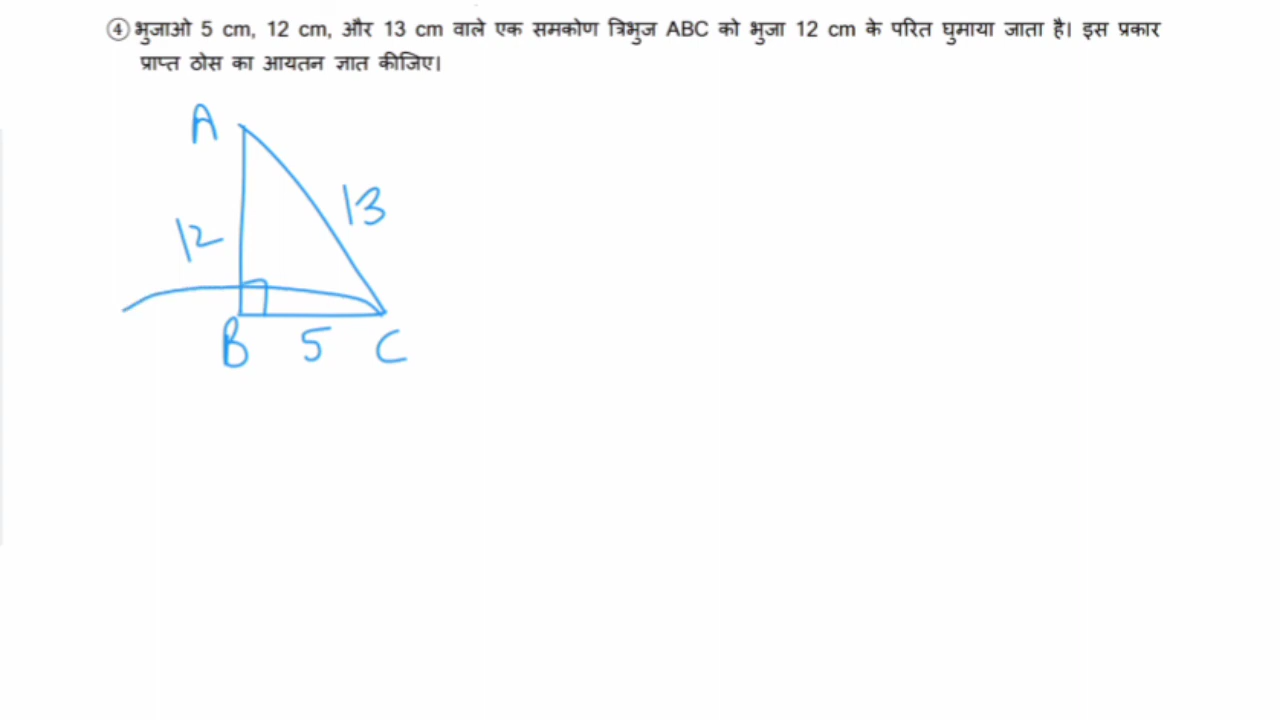 ④ भुजाओ 5 cm, 12 cm, और 13 cm वाले एक समकोण त्रिभुज ABC को भुजा 12 cm के परित घुमाया जाता है। इस प्रकार
प्राप्त ठोस का आयतन ज्ञात कीजिए।
A
13
12
B 5 C